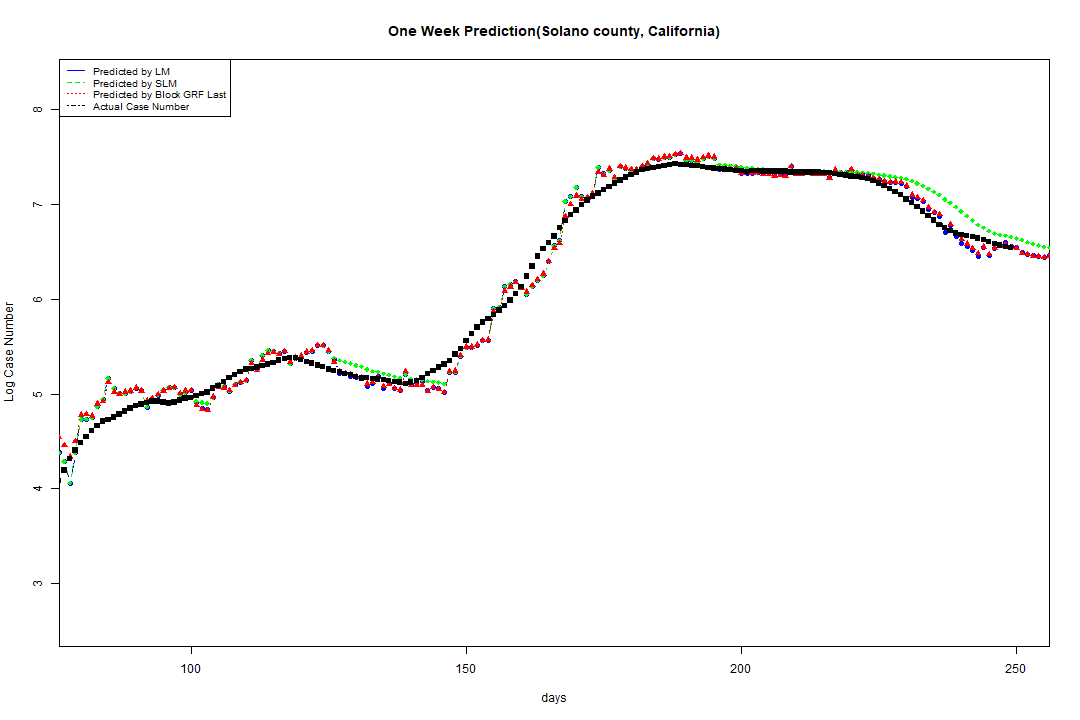 One Week Prediction(Solano county, California)
Predicted by LM
Predicted by SLM
Predicted by Block GRF Last
Actual Case Number
8
7
6
5
4
3
Log Case Number
100 150 200 250
days